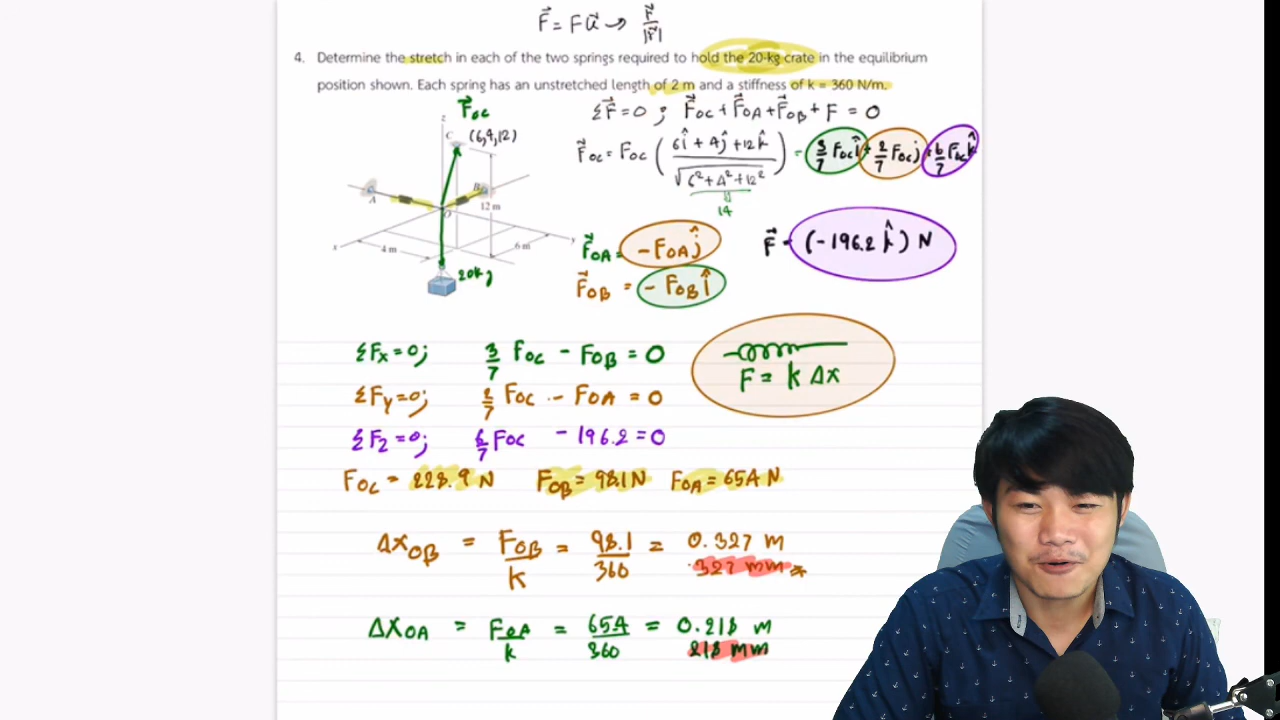 F⃗ = Fu⃗ → r⃗/|r⃗|
4. Determine the stretch in each of the two springs required to hold the 20-kg crate in the equilibrium
position shown. Each spring has an unstretched length of 2 m and a stiffness of k = 360 N/m.
F⃗OC
ΣF⃗ = 0 ; F⃗OC + F⃗OA + F⃗OB + F = 0
z
C (6,4,12)
F⃗OC = FOC ( 6î + 4ĵ + 12k̂ / √6² + 4² + 12² ) = 3/7 FOC î + 2/7 FOC ĵ + 6/7 FOC k̂
14
A
B
O
12 m
x
4 m
6 m
y
20kg
F⃗OA = - FOA ĵ
F⃗ = (-196.2 k̂) N
F⃗OB = - FOB î
ΣFx = 0; 3/7 FOC - FOB = 0
F = k Δx
ΣFy = 0; 2/7 FOC - FOA = 0
ΣFz = 0; 6/7 FOC - 196.2 = 0
FOC = 228.9 N FOB = 98.1 N FOA = 65.4 N
ΔxOB = FOB/k = 98.1/360 = 0.327 m
327 mm *
ΔxOA = FOA/k = 65.4/360 = 0.218 m
218 mm